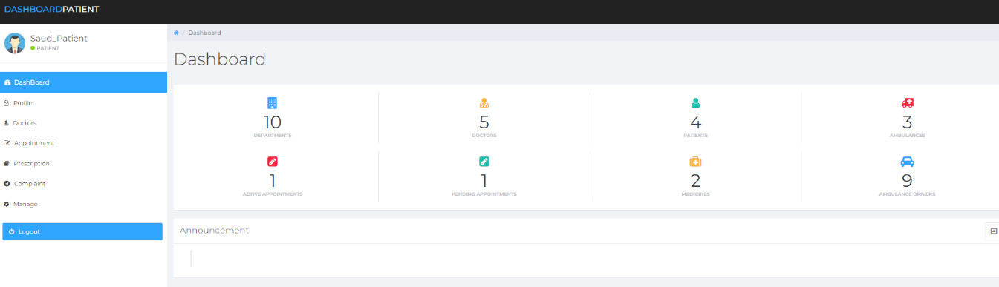 DASHBOARDPATIENT
Saud_Patient
PATIENT
DashBoard
Profile
Doctors
Appointment
Prescription
Complaint
Manage
Logout
/ Dashboard
Dashboard
10
DEPARTMENTS
5
DOCTORS
4
PATIENTS
3
AMBULANCES
1
ACTIVE APPOINTMENTS
1
PENDING APPOINTMENTS
2
MEDICINES
9
AMBULANCE DRIVERS
Announcement